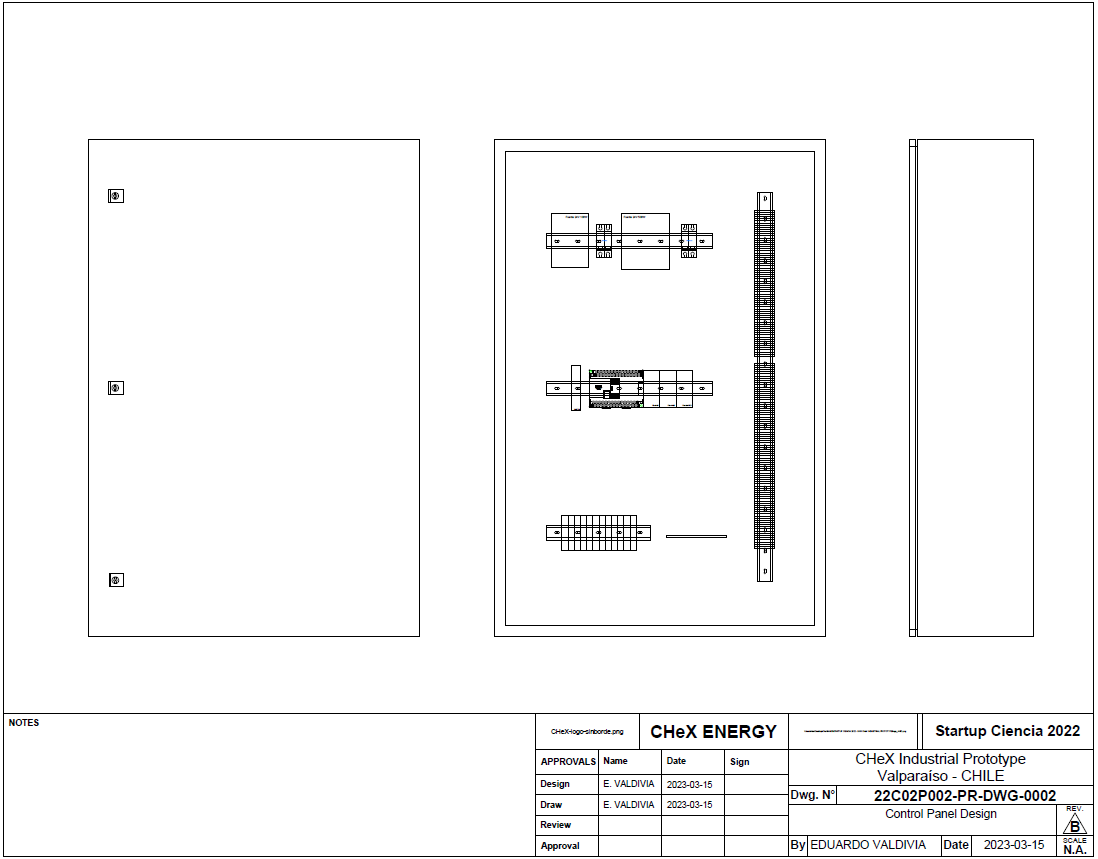 NOTES
CHeX-logo-sinborde.png
CHeX ENERGY
Startup Ciencia 2022
APPROVALS Name Date Sign
Design E. VALDIVIA 2023-03-15
Draw E. VALDIVIA 2023-03-15
Review
Approval
CHeX Industrial Prototype
Valparaíso - CHILE
Dwg. N° 22C02P002-PR-DWG-0002
Control Panel Design
REV.
B
By EDUARDO VALDIVIA Date 2023-03-15
SCALE
N.A.